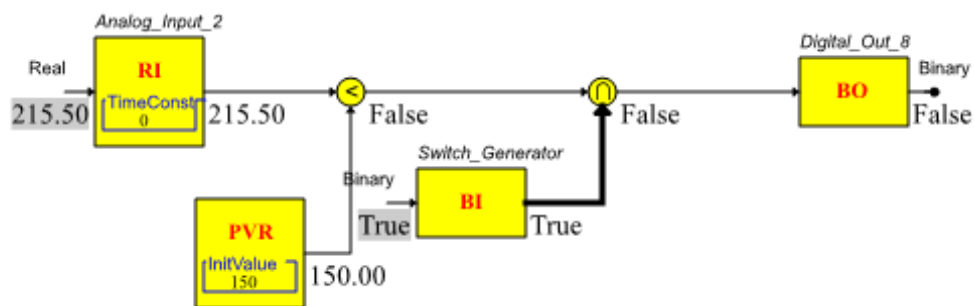 Analog_Input_2
Digital_Out_8
Real
RI
Binary
BO
TimeConst
0
215.50
215.50
<
False
∩
False
False
Switch_Generator
Binary
BI
True
True
PVR
InitValue
150
150.00